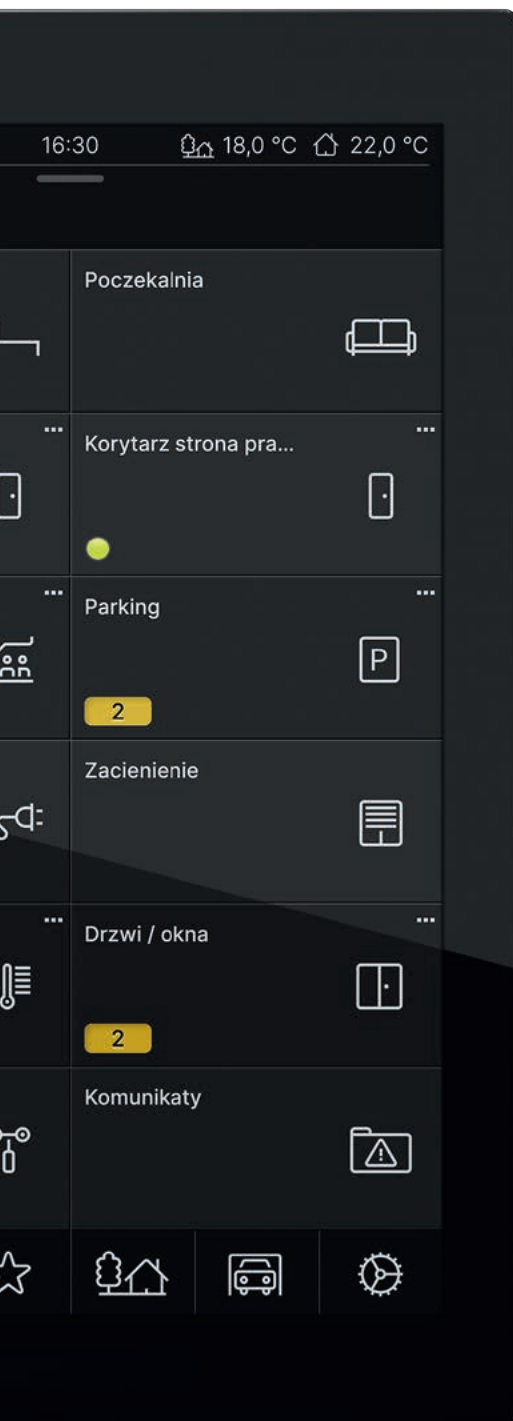 16:30 18,0 °C 22,0 °C
Poczekalnia
Korytarz strona pra...
Parking
P
2
Zacienienie
Drzwi / okna
2
Komunikaty